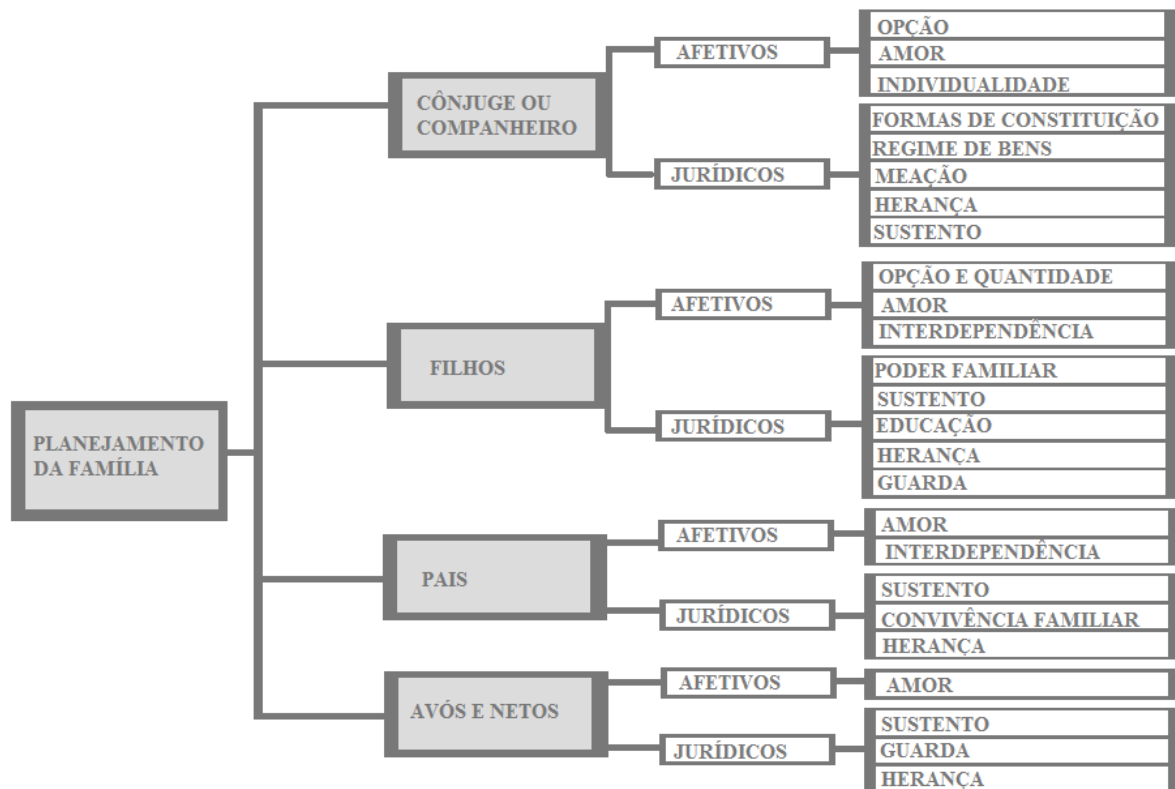 PLANEJAMENTO
DA FAMÍLIA
CÔNJUGE OU
COMPANHEIRO
AFETIVOS
OPÇÃO
AMOR
INDIVIDUALIDADE
JURÍDICOS
FORMAS DE CONSTITUIÇÃO
REGIME DE BENS
MEAÇÃO
HERANÇA
SUSTENTO
FILHOS
AFETIVOS
OPÇÃO E QUANTIDADE
AMOR
INTERDEPENDÊNCIA
JURÍDICOS
PODER FAMILIAR
SUSTENTO
EDUCAÇÃO
HERANÇA
GUARDA
PAIS
AFETIVOS
AMOR
INTERDEPENDÊNCIA
JURÍDICOS
SUSTENTO
CONVIVÊNCIA FAMILIAR
HERANÇA
AVÓS E NETOS
AFETIVOS
AMOR
JURÍDICOS
SUSTENTO
GUARDA
HERANÇA